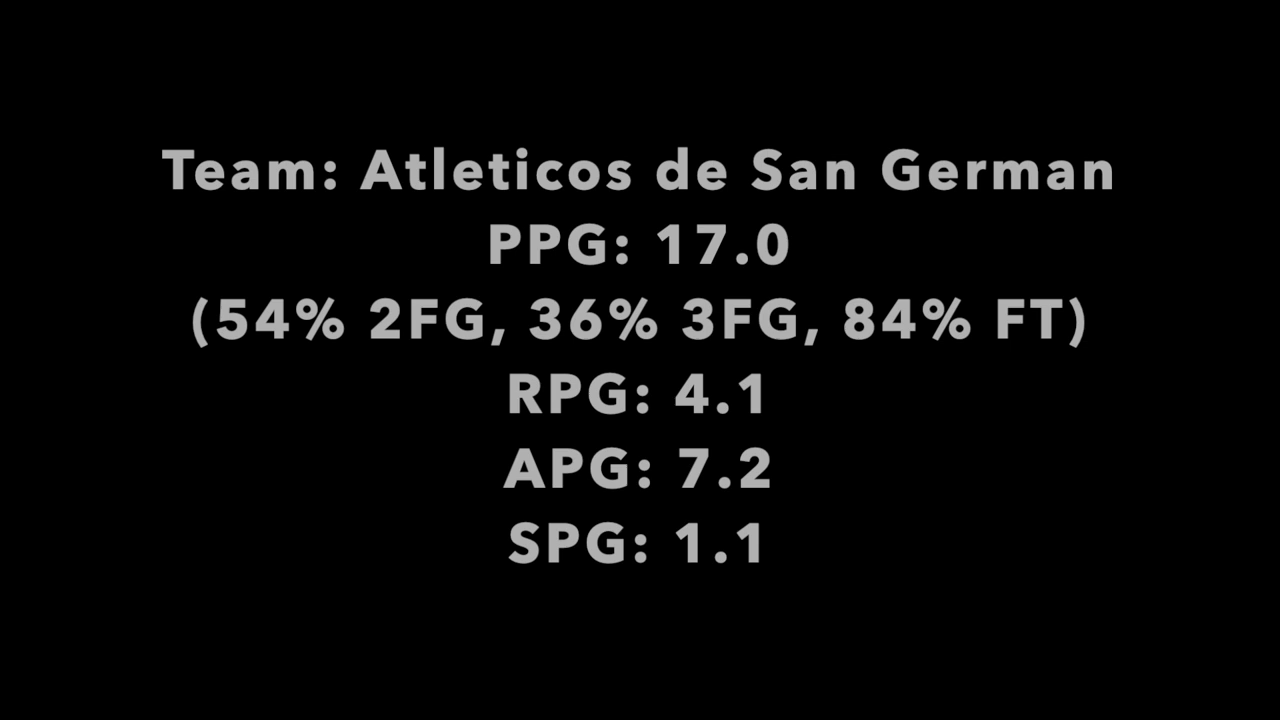 Team: Atleticos de San German
PPG: 17.0
(54% 2FG, 36% 3FG, 84% FT)
RPG: 4.1
APG: 7.2
SPG: 1.1